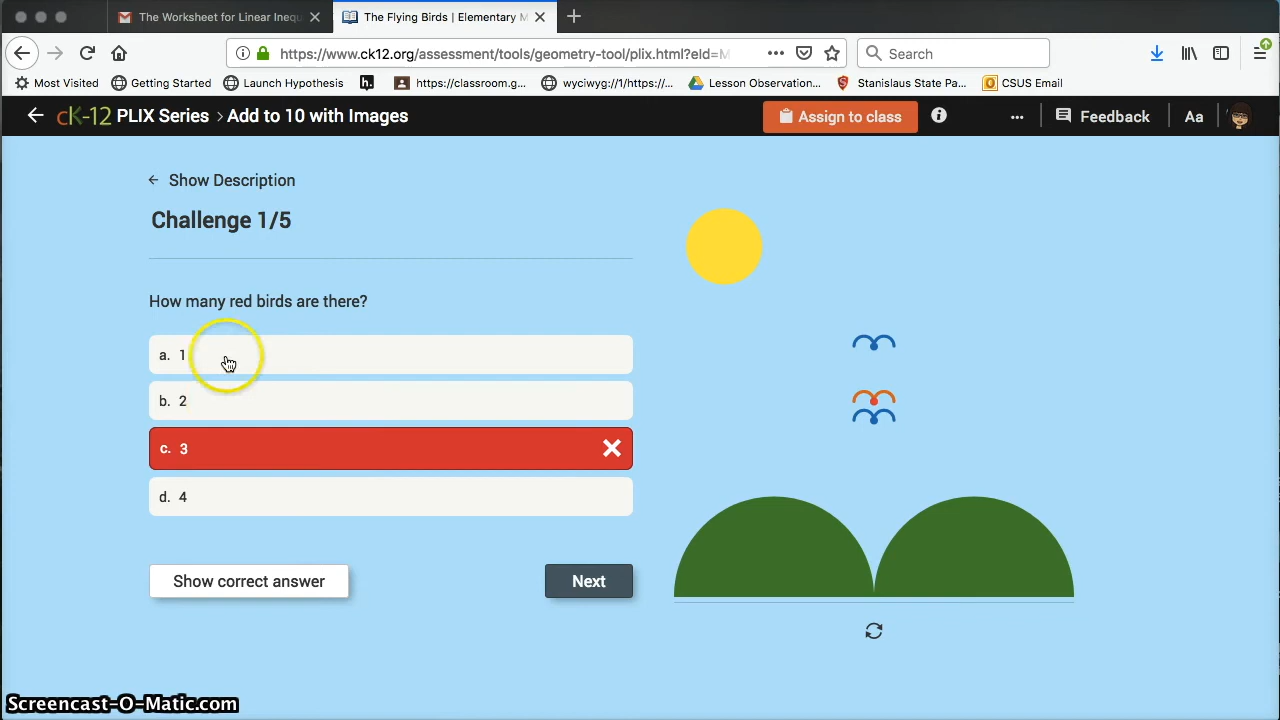 The Worksheet for Linear Inequ
The Flying Birds | Elementary M
https://www.ck12.org/assessment/tools/geometry-tool/plix.html?eId=M
Search
Most Visited
Getting Started
Launch Hypothesis
h.
https://classroom.g...
wyciwyg://1/https:/...
Lesson Observation...
Stanislaus State Pa...
CSUS Email
cK-12 PLIX Series > Add to 10 with Images
Assign to class
Feedback
Aa
Show Description
Challenge 1/5
How many red birds are there?
a. 1
b. 2
c. 3
d. 4
Show correct answer
Next
Screencast-O-Matic.com